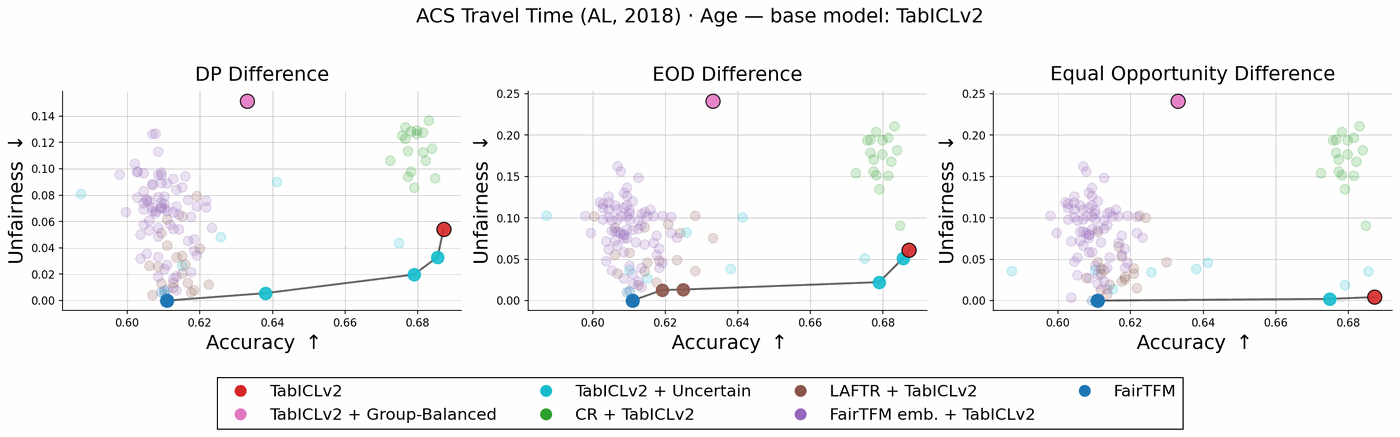 ACS Travel Time (AL, 2018) · Age — base model: TabICLv2
DP Difference
Unfairness ↓
0.14
0.12
0.10
0.08
0.06
0.04
0.02
0.00
0.60
0.62
0.64
0.66
0.68
Accuracy ↑
EOD Difference
Unfairness ↓
0.25
0.20
0.15
0.10
0.05
0.00
0.60
0.62
0.64
0.66
0.68
Accuracy ↑
Equal Opportunity Difference
Unfairness ↓
0.25
0.20
0.15
0.10
0.05
0.00
0.60
0.62
0.64
0.66
0.68
Accuracy ↑
TabICLv2
TabICLv2 + Group-Balanced
TabICLv2 + Uncertain
CR + TabICLv2
LAFTR + TabICLv2
FairTFM emb. + TabICLv2
FairTFM